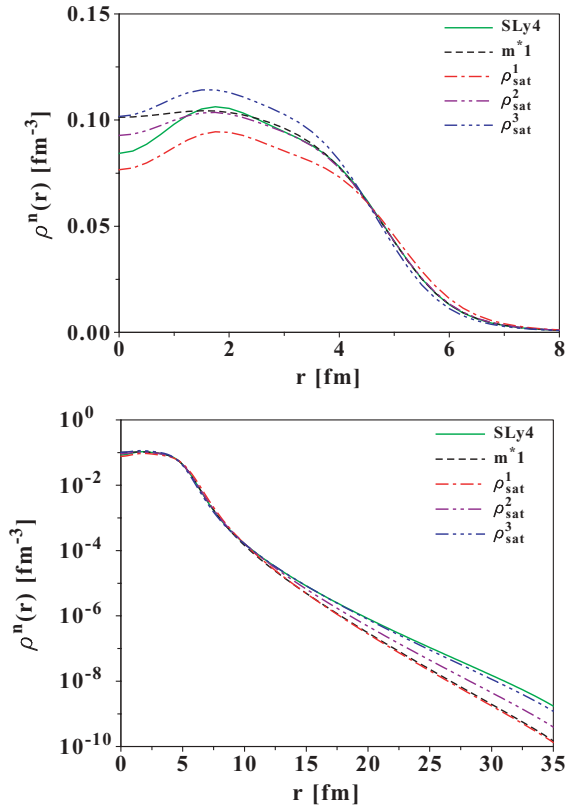 SLy4
m*1
ρ¹sat
ρ²sat
ρ³sat
0.10
0.05
0.00
ρⁿ(r) [fm⁻³]
0 2 4 6 8
r [fm]
10⁰
10⁻²
10⁻⁴
10⁻⁶
10⁻⁸
10⁻¹⁰
ρⁿ(r) [fm⁻³]
SLy4
m*1
ρ¹sat
ρ²sat
ρ³sat
0 5 10 15 20 25 30 35
r [fm]